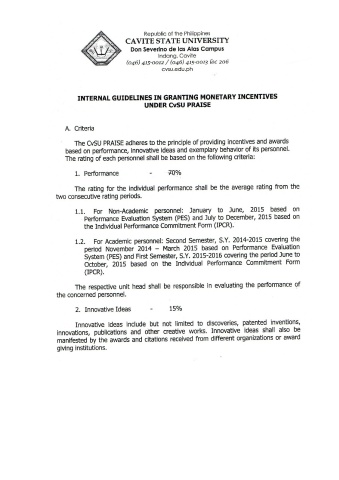 Republic of the Philippines
CAVITE STATE UNIVERSITY
Don Severino de las Alas Campus
Indang, Cavite
(046) 415-0012 / (046) 415-0013 loc 206
cvsu.edu.ph
INTERNAL GUIDELINES IN GRANTING MONETARY INCENTIVES
UNDER CvSU PRAISE
A. Criteria
The CvSU PRAISE adheres to the principle of providing incentives and awards
based on performance, innovative ideas and exemplary behavior of its personnel.
The rating of each personnel shall be based on the following criteria:
1. Performance - 70%
The rating for the individual performance shall be the average rating from the
two consecutive rating periods.
1.1. For Non-Academic personnel: January to June, 2015 based on
Performance Evaluation System (PES) and July to December, 2015 based on
the Individual Performance Commitment Form (IPCR).
1.2. For Academic personnel: Second Semester, S.Y. 2014-2015 covering the
period November 2014 – March 2015 based on Performance Evaluation
System (PES) and First Semester, S.Y. 2015-2016 covering the period June to
October, 2015 based on the Individual Performance Commitment Form
(IPCR).
The respective unit head shall be responsible in evaluating the performance of
the concerned personnel.
2. Innovative Ideas - 15%
Innovative ideas include but not limited to discoveries, patented inventions,
innovations, publications and other creative works. Innovative ideas shall also be
manifested by the awards and citations received from different organizations or award
giving institutions.